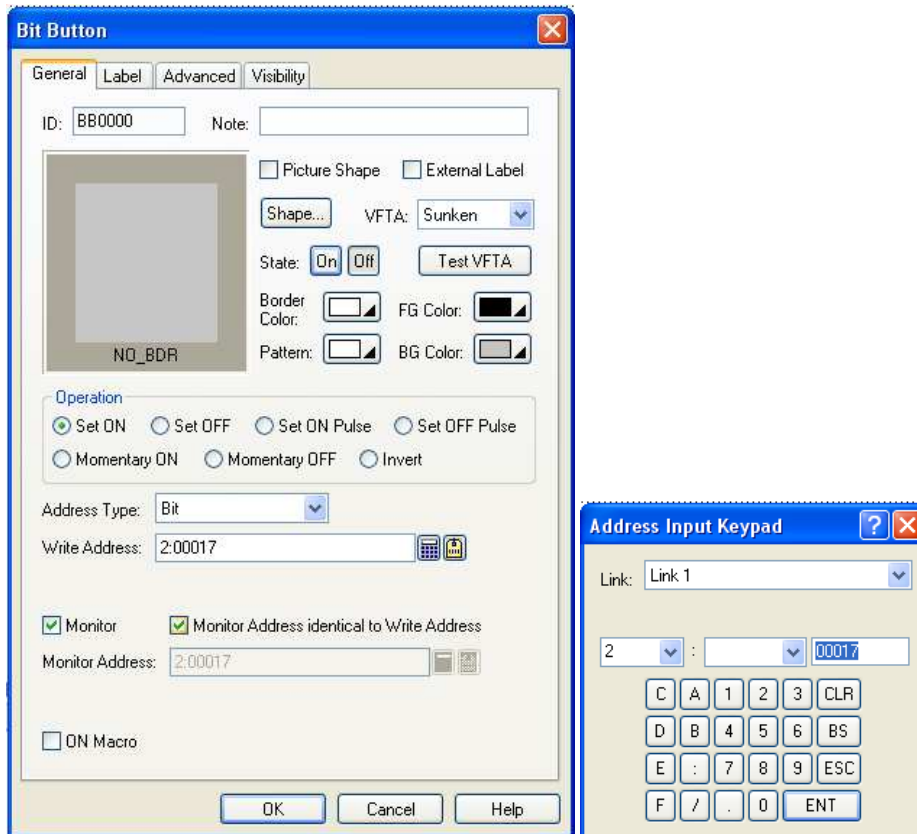 Bit Button
General Label Advanced Visibility
ID: BB0000 Note:
Picture Shape External Label
Shape... VFTA: Sunken
State: On Off Test VFTA
Border Color: FG Color:
Pattern: BG Color:
NO_BDR
Operation
Set ON Set OFF Set ON Pulse Set OFF Pulse
Momentary ON Momentary OFF Invert
Address Type: Bit
Write Address: 2:00017
Monitor Monitor Address identical to Write Address
Monitor Address: 2:00017
ON Macro
OK Cancel Help
Address Input Keypad ?
Link: Link 1
2 : 00017
C A 1 2 3 CLR
D B 4 5 6 BS
E : 7 8 9 ESC
F / . 0 ENT